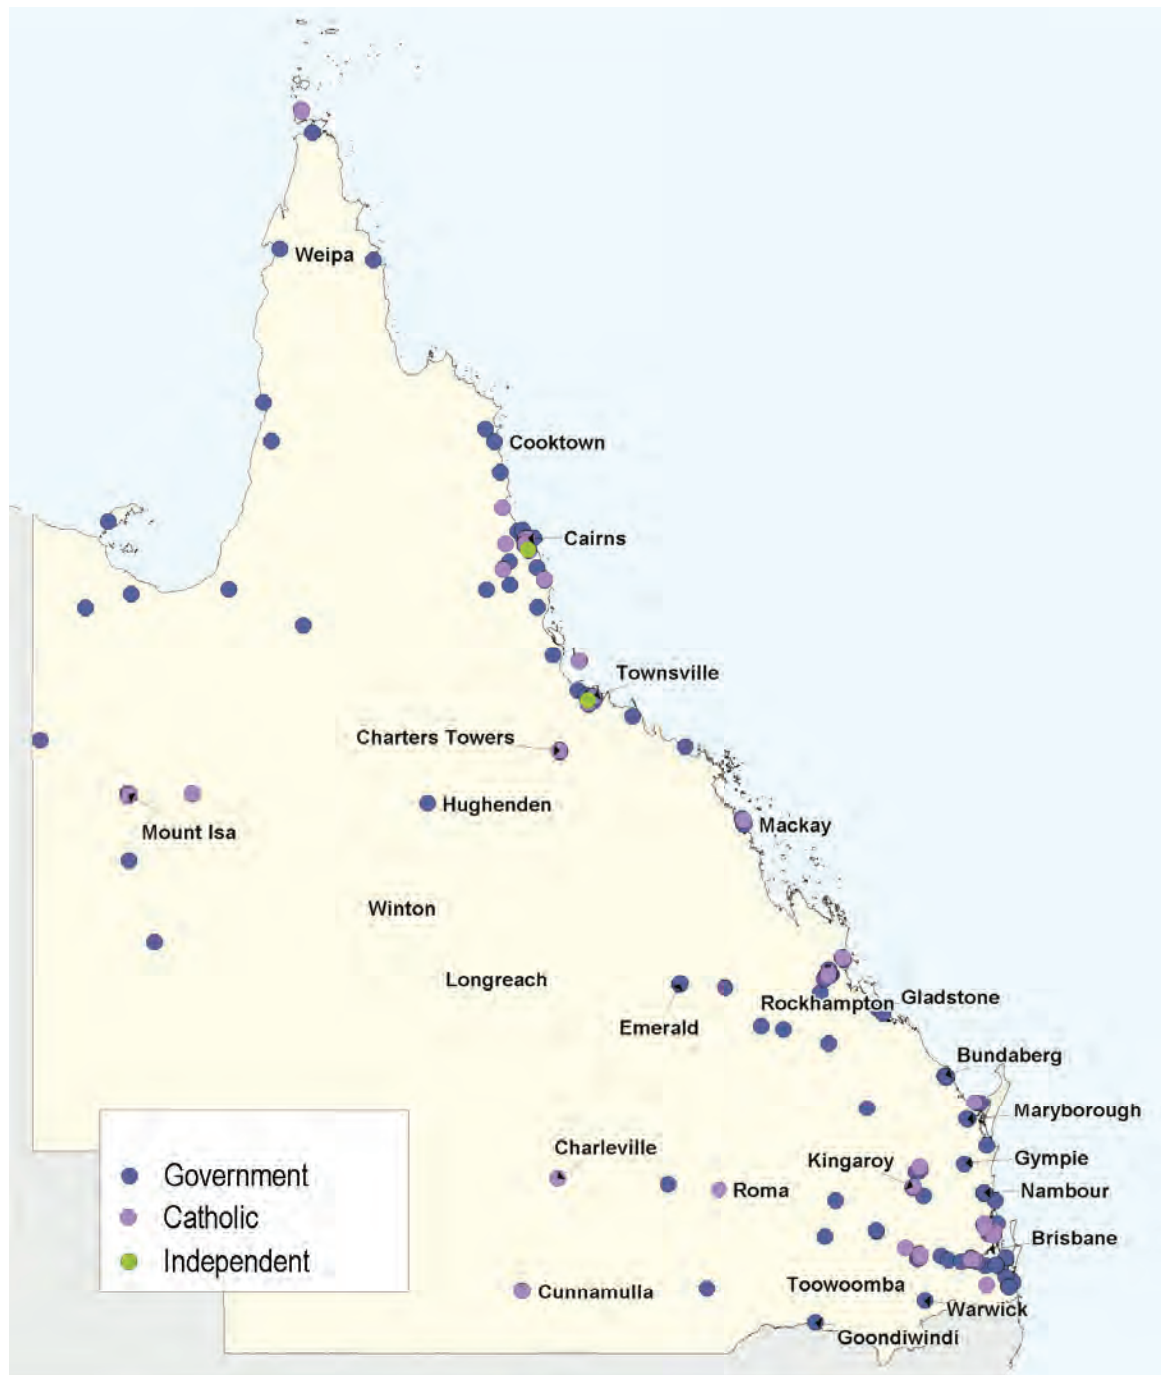 Weipa
Cooktown
Cairns
Townsville
Charters Towers
Hughenden
Mount Isa
Mackay
Winton
Longreach
Rockhampton
Gladstone
Emerald
Bundaberg
Maryborough
Charleville
Kingaroy
Gympie
Roma
Nambour
Brisbane
Toowoomba
Cunnamulla
Warwick
Goondiwindi
Government
Catholic
Independent